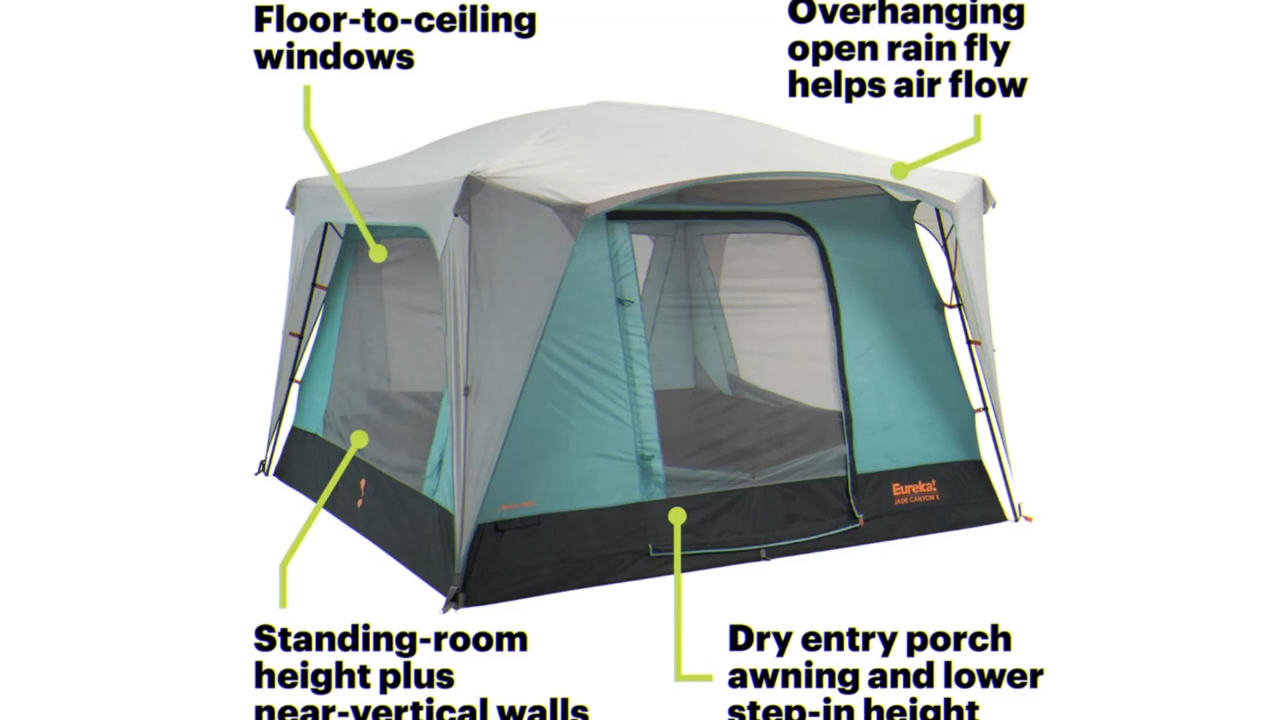 Floor-to-ceiling
windows
Overhanging
open rain fly
helps air flow
Eureka!
JADE CANYON X
Standing-room
height plus
near-vertical walls
Dry entry porch
awning and lower
step-in height